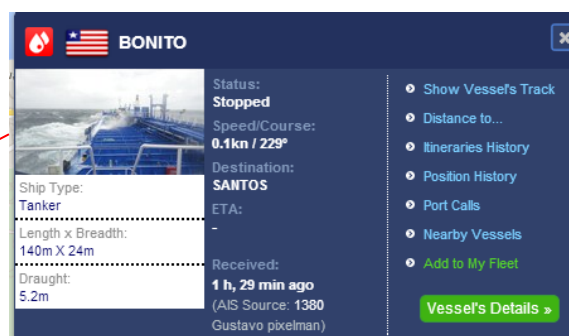 BONITO
Ship Type:
Tanker
Length x Breadth:
140m X 24m
Draught:
5.2m
Status:
Stopped
Speed/Course:
0.1kn / 229°
Destination:
SANTOS
ETA:
-
Received:
1 h, 29 min ago
(AIS Source: 1380
Gustavo pixelman)
Show Vessel's Track
Distance to...
Itineraries History
Position History
Port Calls
Nearby Vessels
Add to My Fleet
Vessel's Details »